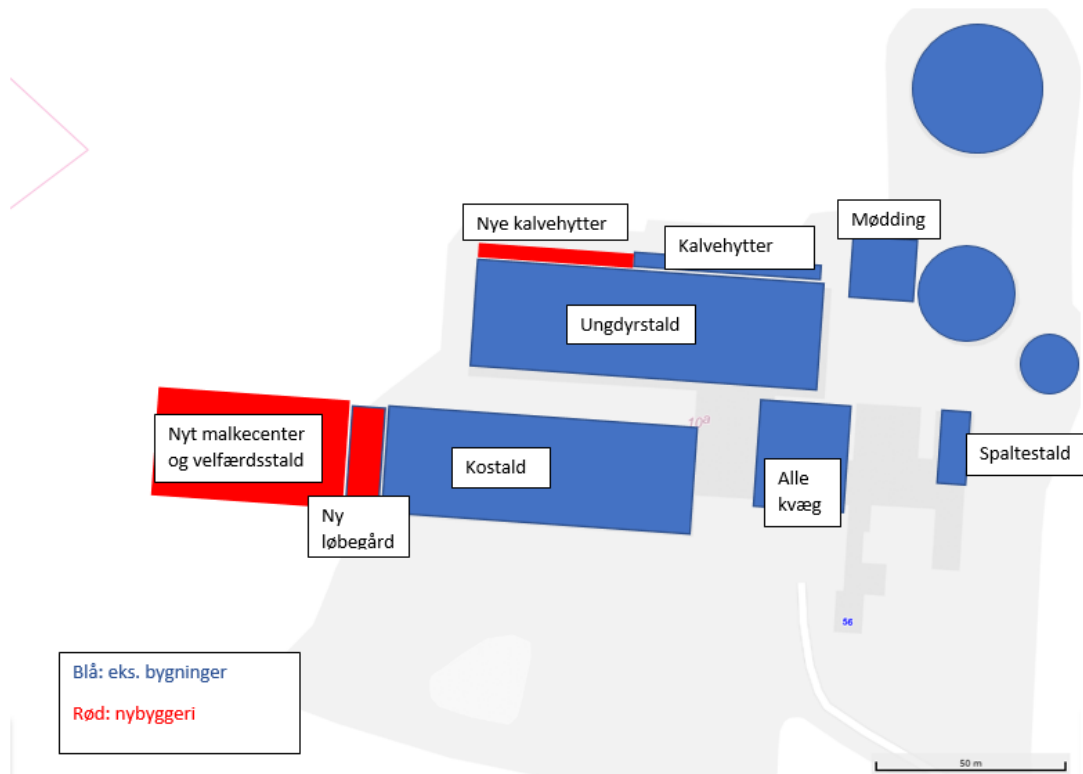 Nye kalvehytter
Mødding
Kalvehytter
Ungdyrstald
10a
Nyt malkecenter
og velfærdsstald
Kostald
Spaltestald
Alle
kvæg
Ny
løbegård
56
Blå: eks. bygninger
Rød: nybyggeri
50 m